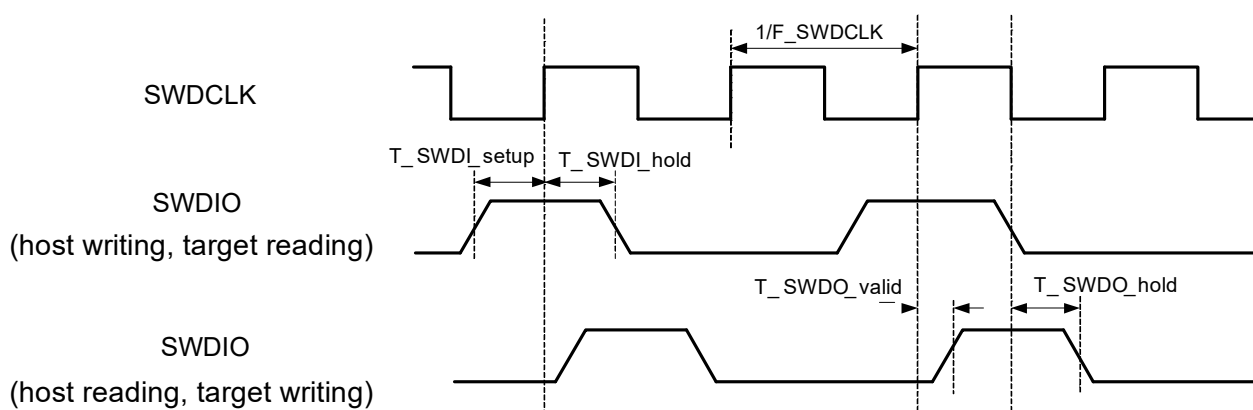 1/F_SWDCLK
SWDCLK
T_SWDI_setup
T_SWDI_hold
SWDIO
(host writing, target reading)
T_SWDO_valid
T_SWDO_hold
SWDIO
(host reading, target writing)